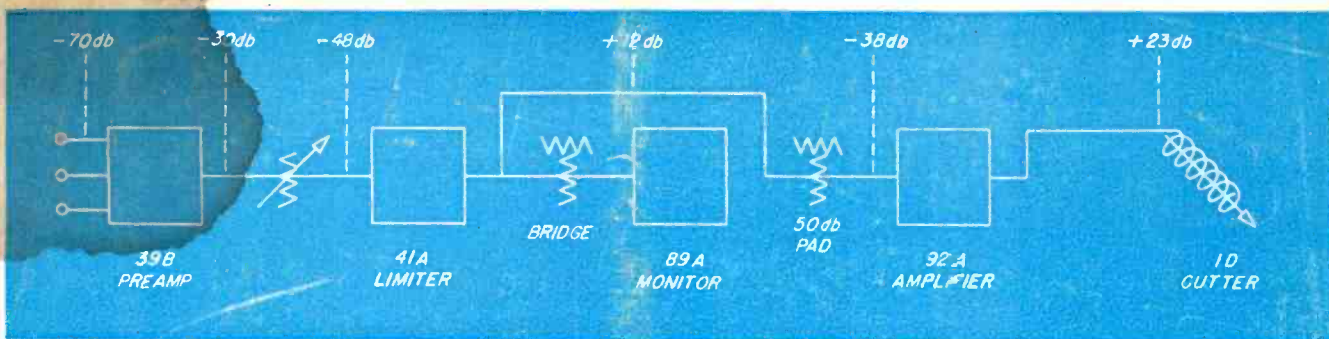 -70db -30db -48db +12db -38db +23db
BRIDGE
50db
PAD
39B
PREAMP
41A
LIMITER
89A
MONITOR
92A
AMPLIFIER
1D
CUTTER